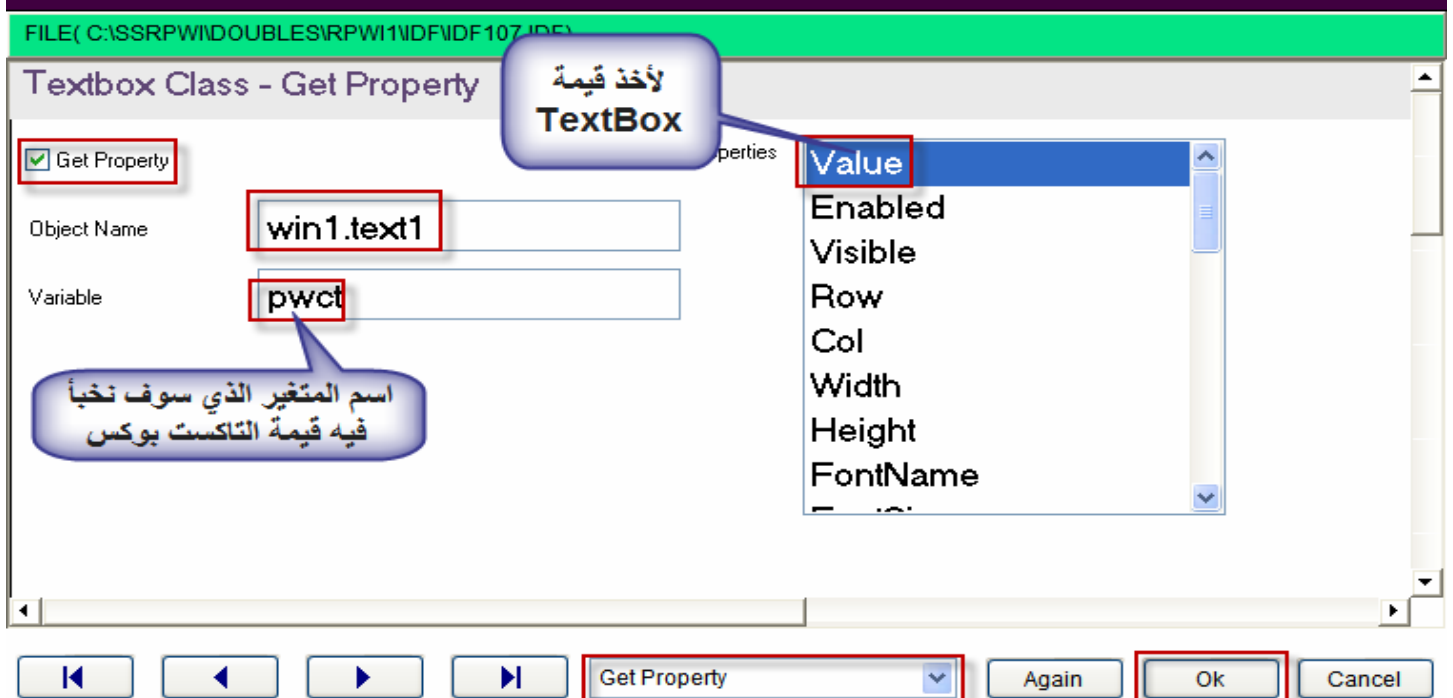 FILE( C:\SSRPWI\DOUBLES\RPWI1\IDF\IDF107.IDF)
Textbox Class - Get Property
لأخذ قيمة
TextBox
Get Property
perties
Value
Enabled
Visible
Row
Col
Width
Height
FontName
Object Name
win1.text1
Variable
pwct
اسم المتغير الذي سوف نخبأ
فيه قيمة التاكست بوكس
Get Property
Again
Ok
Cancel